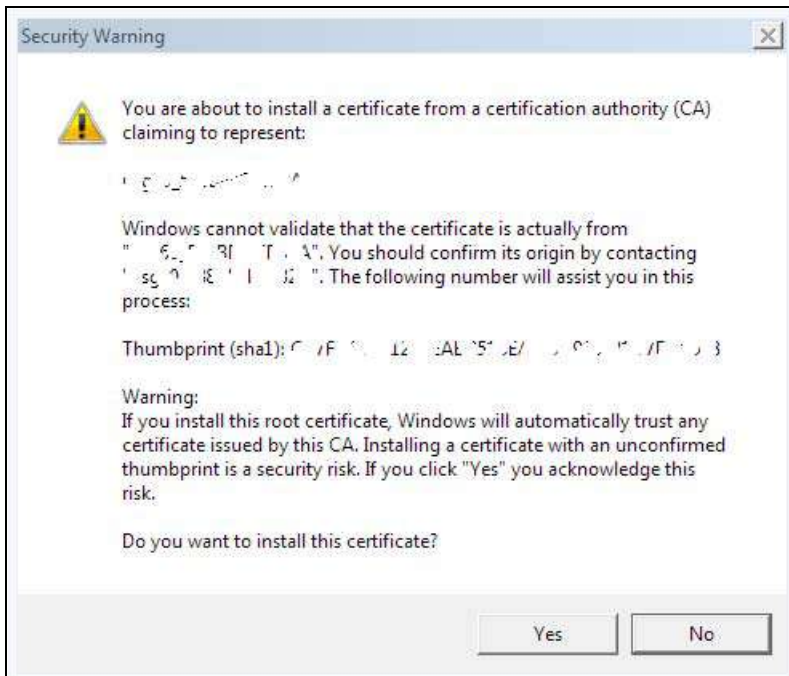 Security Warning
You are about to install a certificate from a certification authority (CA)
claiming to represent:
Windows cannot validate that the certificate is actually from
". You should confirm its origin by contacting
". The following number will assist you in this
process:
Thumbprint (sha1):
Warning:
If you install this root certificate, Windows will automatically trust any
certificate issued by this CA. Installing a certificate with an unconfirmed
thumbprint is a security risk. If you click "Yes" you acknowledge this
risk.
Do you want to install this certificate?
Yes
No